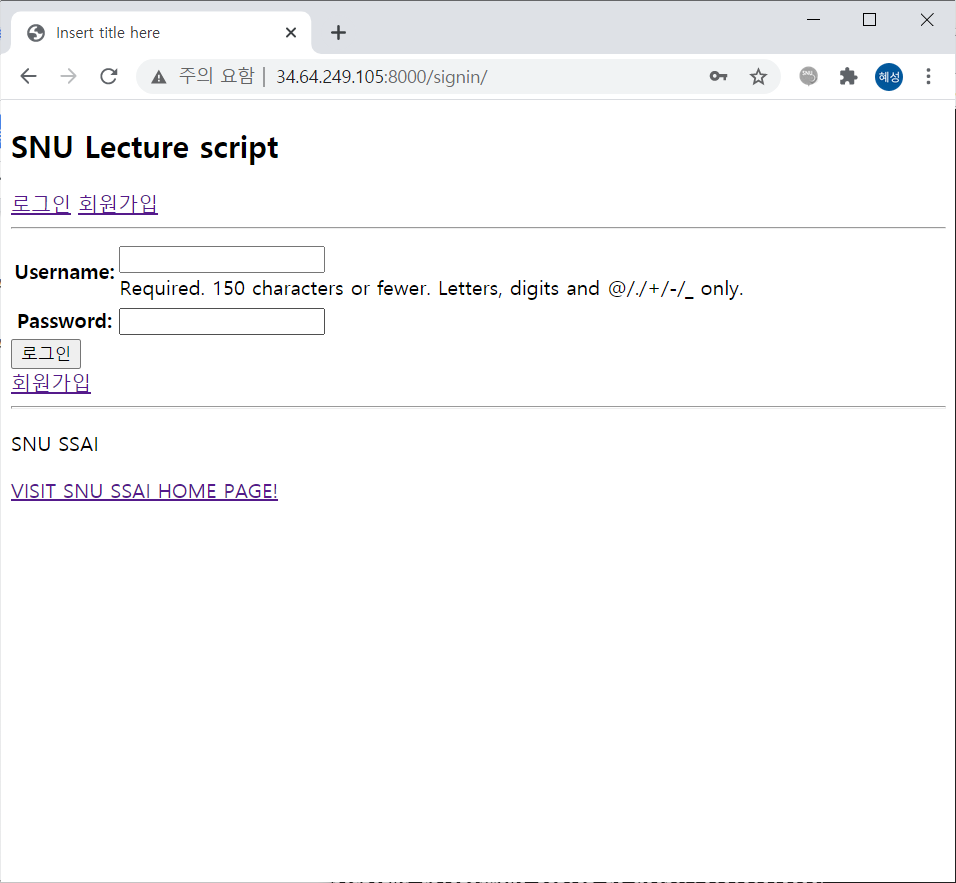 Insert title here
주의 요함 | 34.64.249.105:8000/signin/
혜성
SNU Lecture script
로그인 회원가입
Username:
Required. 150 characters or fewer. Letters, digits and @/./+/-/_ only.
Password:
로그인
회원가입
SNU SSAI
VISIT SNU SSAI HOME PAGE!